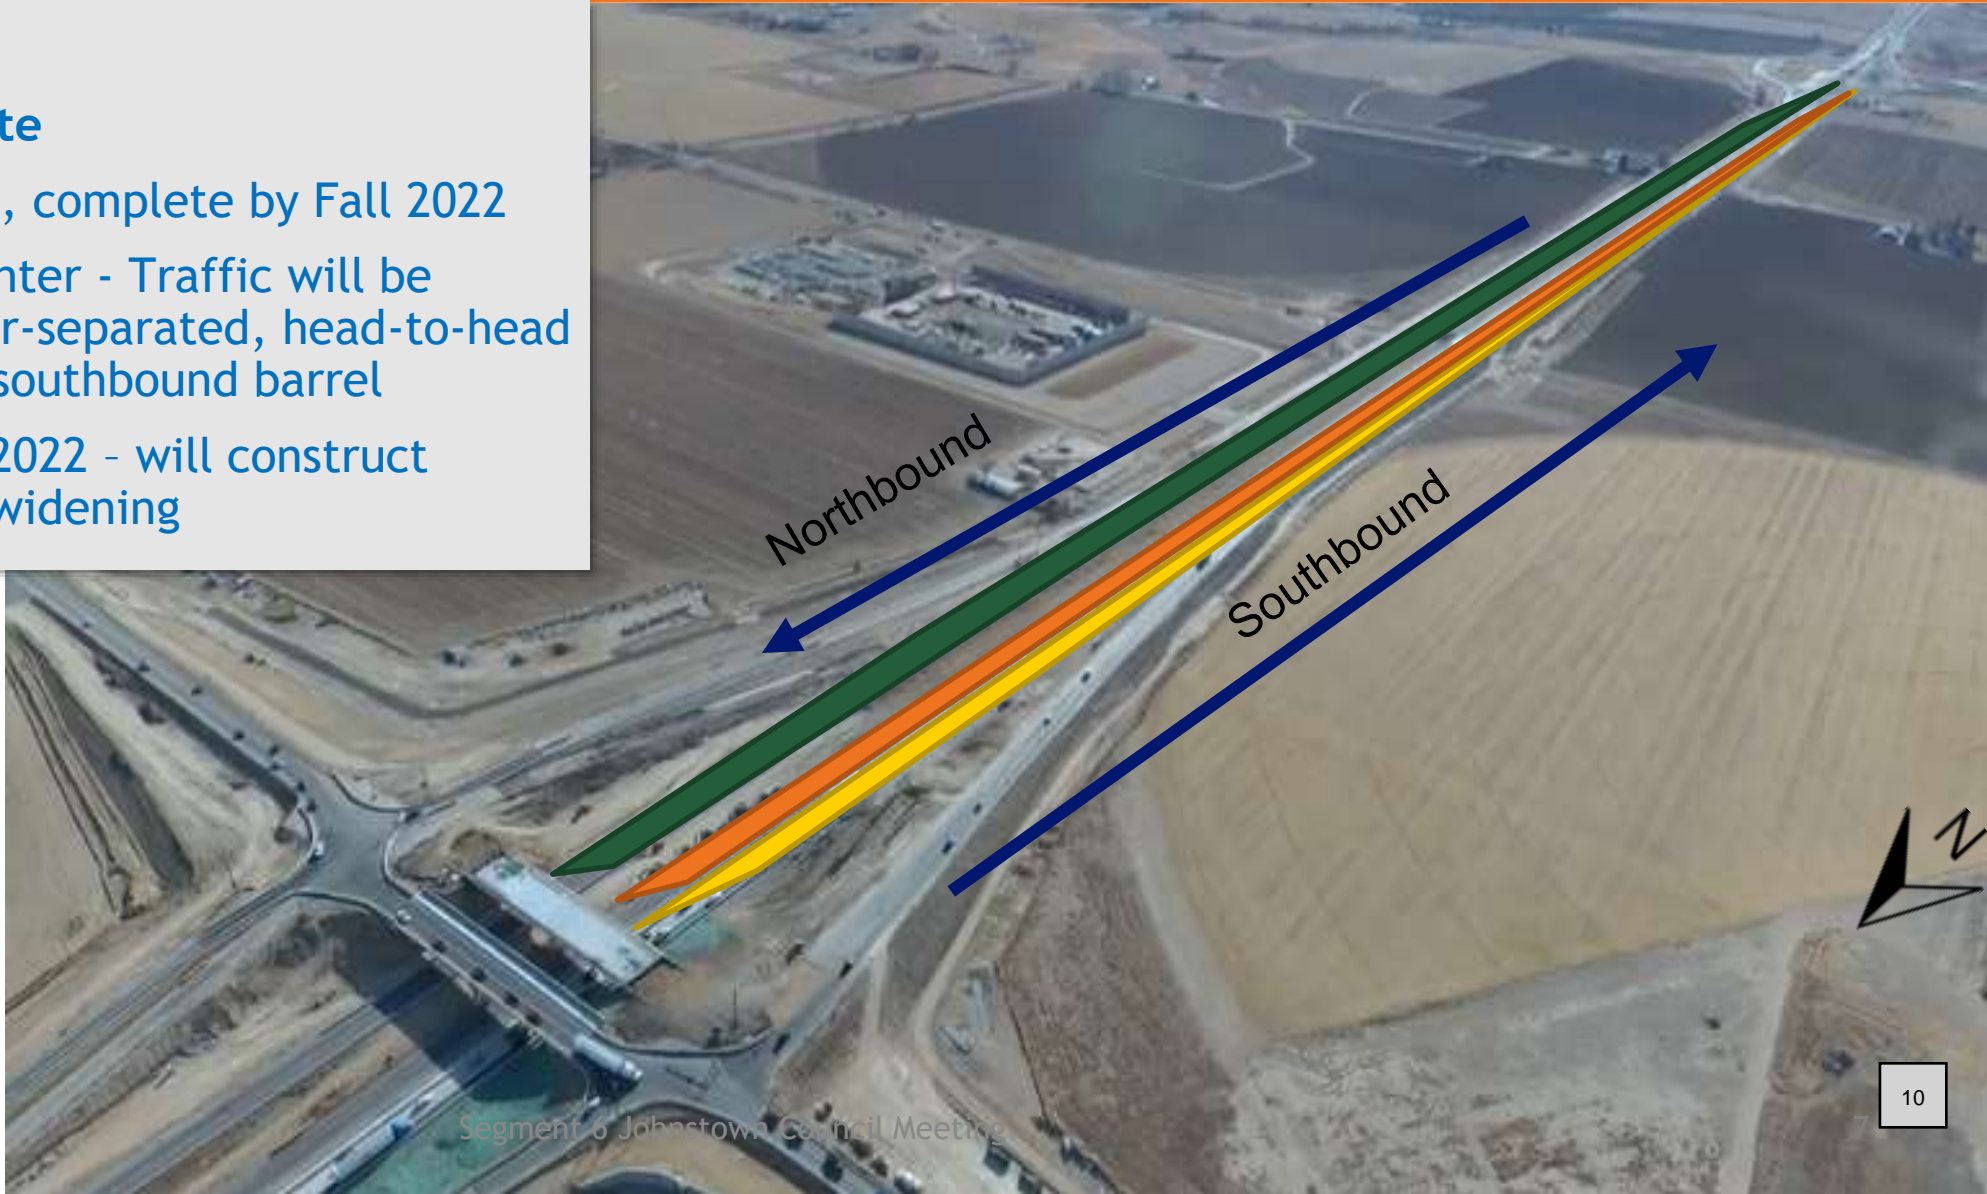 te
, complete by Fall 2022
nter - Traffic will be
r-separated, head-to-head
southbound barrel
2022 – will construct
widening
Northbound
Southbound
N
Segment 6 Johnstown Council Meeting
7
10